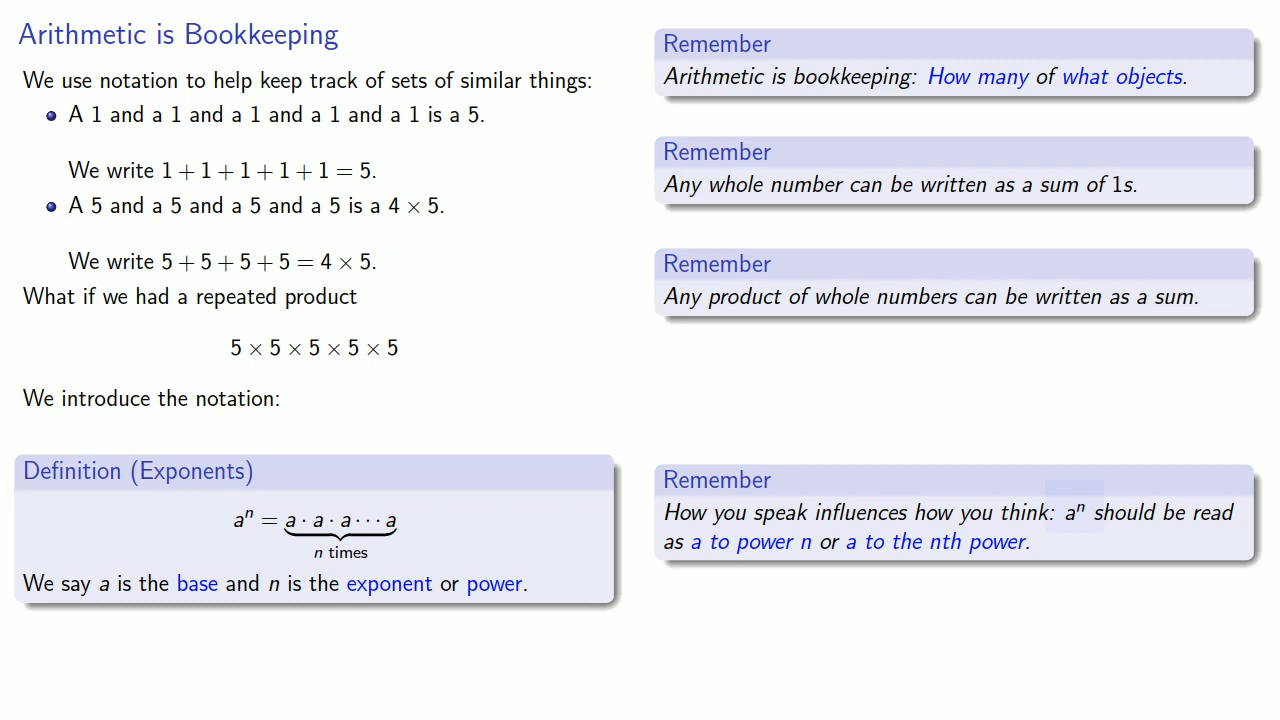 Arithmetic is Bookkeeping
We use notation to help keep track of sets of similar things:
• A 1 and a 1 and a 1 and a 1 and a 1 is a 5.
We write 1 + 1 + 1 + 1 + 1 = 5.
• A 5 and a 5 and a 5 and a 5 is a 4 × 5.
We write 5 + 5 + 5 + 5 = 4 × 5.
What if we had a repeated product
5 × 5 × 5 × 5 × 5
We introduce the notation:
Definition (Exponents)
aⁿ = a · a · a ⋯ a
n times
We say a is the base and n is the exponent or power.
Remember
Arithmetic is bookkeeping: How many of what objects.
Remember
Any whole number can be written as a sum of 1s.
Remember
Any product of whole numbers can be written as a sum.
Remember
How you speak influences how you think: aⁿ should be read
as a to power n or a to the nth power.